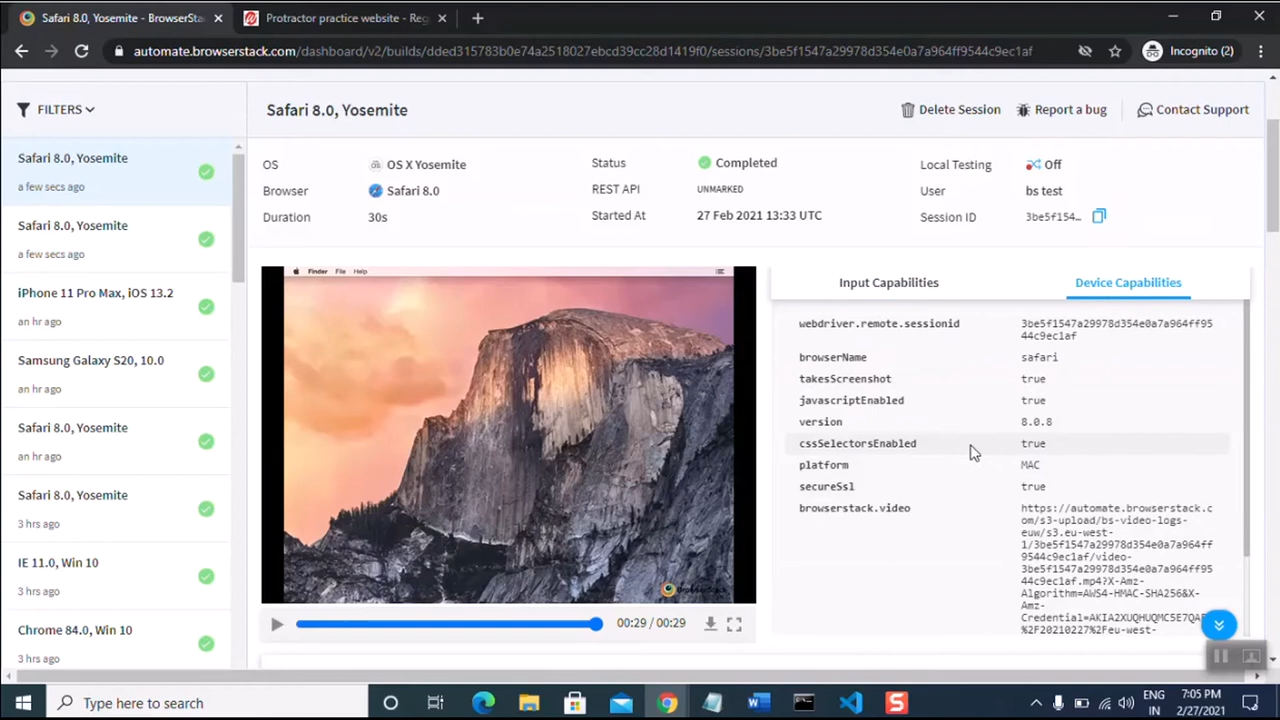 Safari 8.0, Yosemite - BrowserSta
Protractor practice website - Reg
automate.browserstack.com/dashboard/v2/builds/dded315783b0e74a2518027ebcd39cc28d1419f0/sessions/3be5f1547a29978d354e0a7a964ff9544c9ec1af
Incognito (2)
FILTERS
Safari 8.0, Yosemite
Delete Session
Report a bug
Contact Support
Safari 8.0, Yosemite
a few secs ago
Safari 8.0, Yosemite
a few secs ago
iPhone 11 Pro Max, iOS 13.2
an hr ago
Samsung Galaxy S20, 10.0
an hr ago
Safari 8.0, Yosemite
an hr ago
Safari 8.0, Yosemite
3 hrs ago
IE 11.0, Win 10
3 hrs ago
Chrome 84.0, Win 10
3 hrs ago
OS OS X Yosemite
Browser Safari 8.0
Duration 30s
Status Completed
REST API UNMARKED
Started At 27 Feb 2021 13:33 UTC
Local Testing Off
User bs test
Session ID 3be5f154...
Finder File Help
BrowserStack
00:29 / 00:29
Input Capabilities
Device Capabilities
webdriver.remote.sessionid 3be5f1547a29978d354e0a7a964ff95
44c9ec1af
browserName safari
takesScreenshot true
javascriptEnabled true
version 8.0.8
cssSelectorsEnabled true
platform MAC
secureSsl true
browserstack.video https://automate.browserstack.c
om/s3-upload/bs-video-logs-
euw/s3.eu-west-
1/3be5f1547a29978d354e0a7a964ff
9544c9ec1af/video-
3be5f1547a29978d354e0a7a964ff95
44c9ec1af.mp4?X-Amz-
Algorithm=AWS4-HMAC-SHA256&X-
Amz-
Credential=AKIA2XUQHUQMC5E7QA
%2F20210227%2Feu-west-
Type here to search
ENG
IN
7:05 PM
2/27/2021